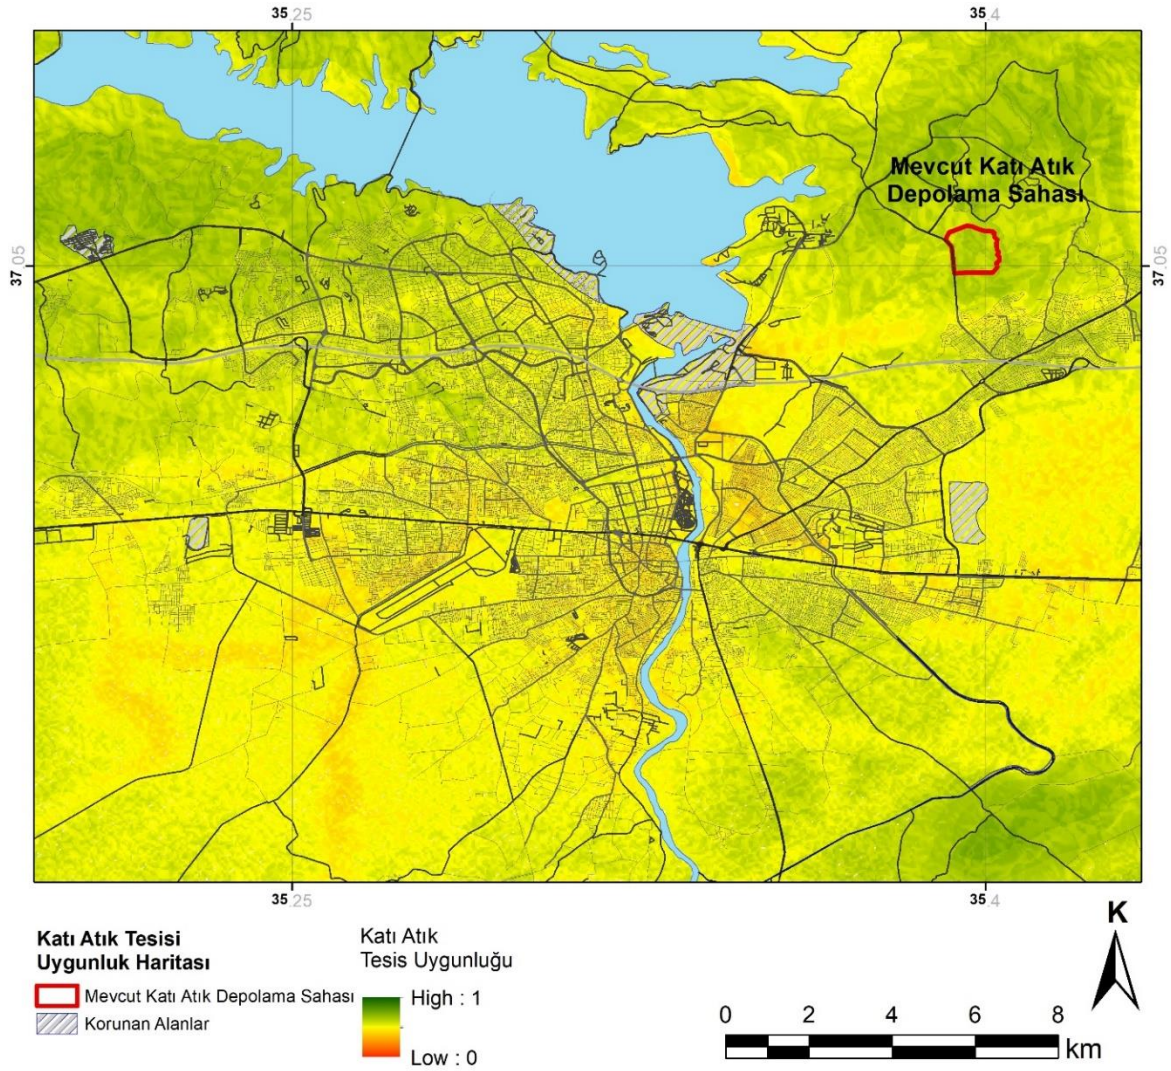 35.25
35.4
Mevcut Katı Atık
Depolama Sahası
37.05
37.05
35.25
35.4
Katı Atık Tesisi
Uygunluk Haritası
Mevcut Katı Atık Depolama Sahası
Korunan Alanlar
Katı Atık
Tesis Uygunluğu
High : 1
Low : 0
K
0 2 4 6 8
km